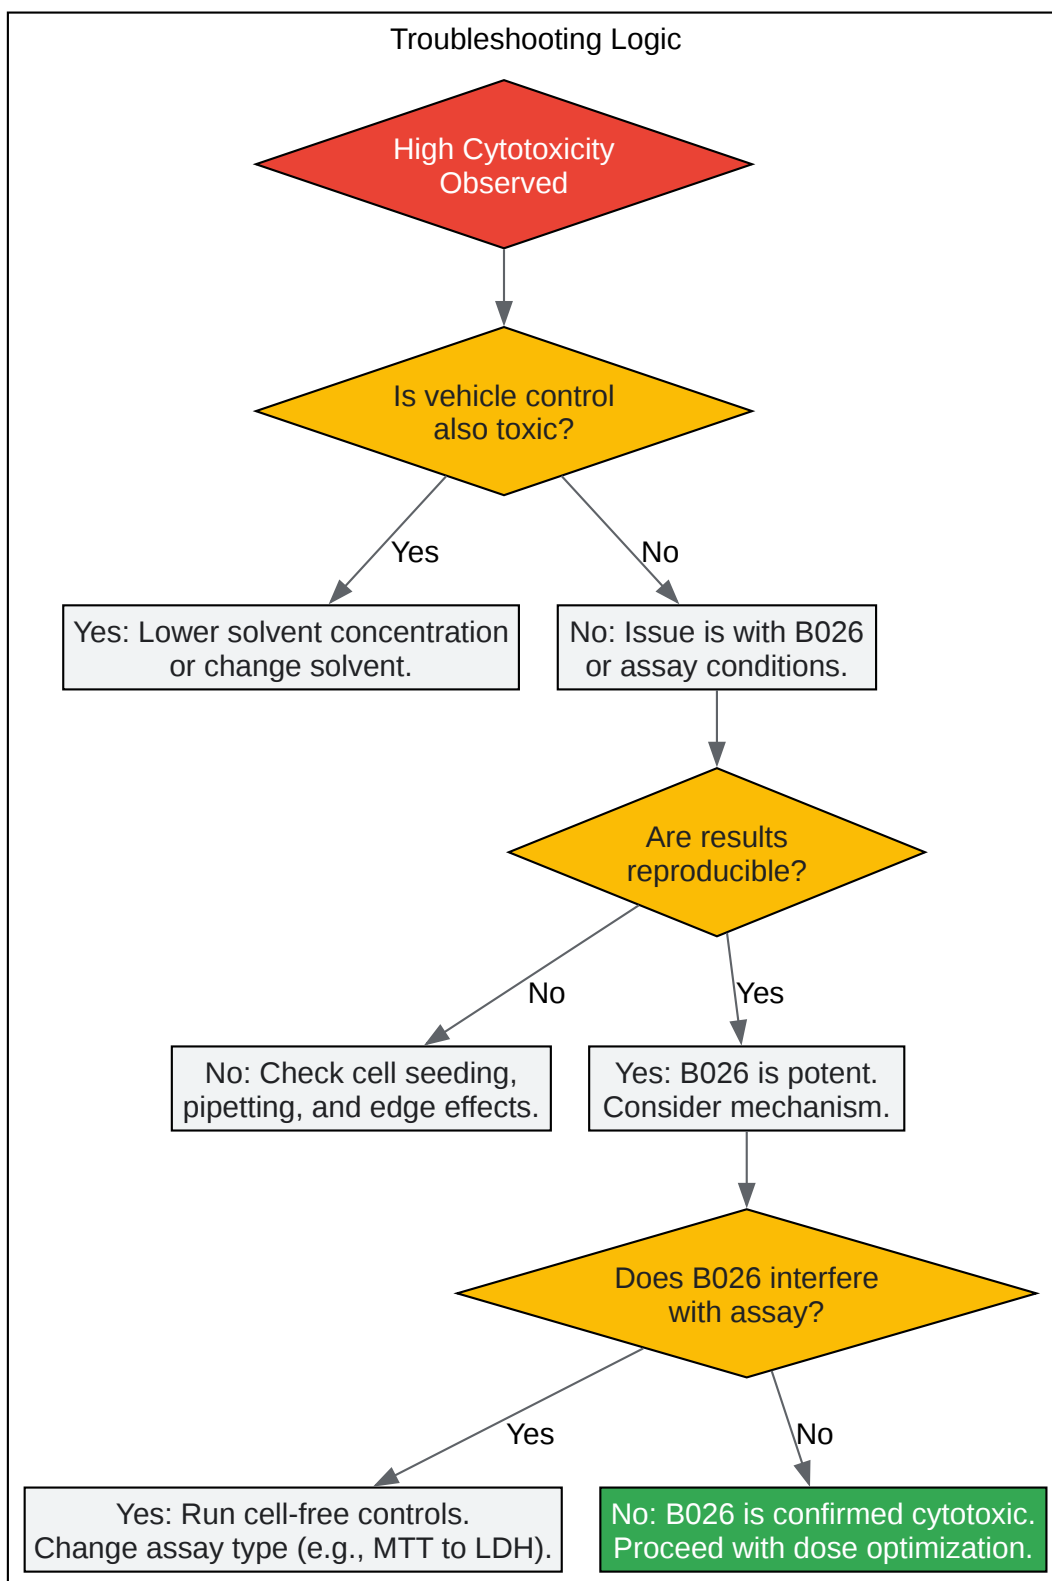 Troubleshooting Logic
High Cytotoxicity
Observed
Is vehicle control
also toxic?
Yes
No
Yes: Lower solvent concentration
or change solvent.
No: Issue is with B026
or assay conditions.
Are results
reproducible?
No
Yes
No: Check cell seeding,
pipetting, and edge effects.
Yes: B026 is potent.
Consider mechanism.
Does B026 interfere
with assay?
Yes
No
Yes: Run cell-free controls.
Change assay type (e.g., MTT to LDH).
No: B026 is confirmed cytotoxic.
Proceed with dose optimization.